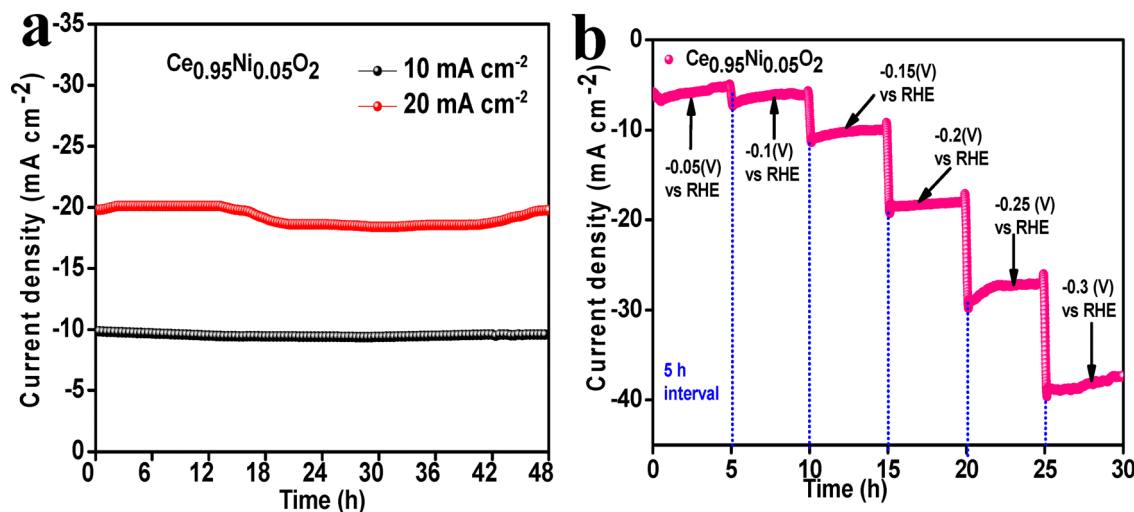 a
-35
-30
-25
-20
-15
-10
-5
0
Current density (mA cm-2)
Ce0.95Ni0.05O2
10 mA cm-2
20 mA cm-2
0 6 12 18 24 30 36 42 48
Time (h)
b
0
-10
-20
-30
-40
Current density (mA cm-2)
Ce0.95Ni0.05O2
-0.05(V)
vs RHE
-0.1(V)
vs RHE
-0.15(V)
vs RHE
-0.2(V)
vs RHE
-0.25 (V)
vs RHE
-0.3 (V)
vs RHE
5 h
interval
0 5 10 15 20 25 30
Time (h)